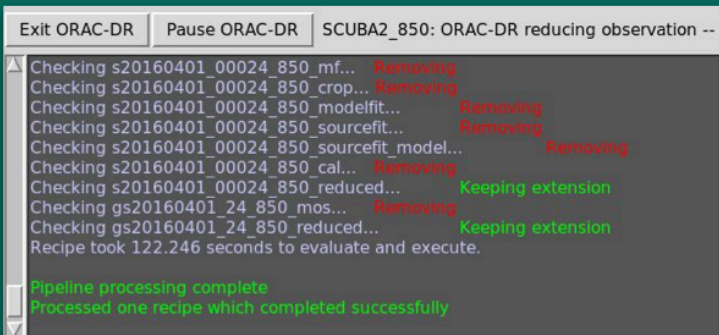 Exit ORAC-DR Pause ORAC-DR SCUBA2_850: ORAC-DR reducing observation --
Checking s20160401_00024_850_mf... Removing
Checking s20160401_00024_850_crop... Removing
Checking s20160401_00024_850_modelfit... Removing
Checking s20160401_00024_850_sourcefit... Removing
Checking s20160401_00024_850_sourcefit_model... Removing
Checking s20160401_00024_850_cal... Removing
Checking s20160401_00024_850_reduced... Keeping extension
Checking gs20160401_24_850_mos... Removing
Checking gs20160401_24_850_reduced... Keeping extension
Recipe took 122.246 seconds to evaluate and execute.
Pipeline processing complete
Processed one recipe which completed successfully